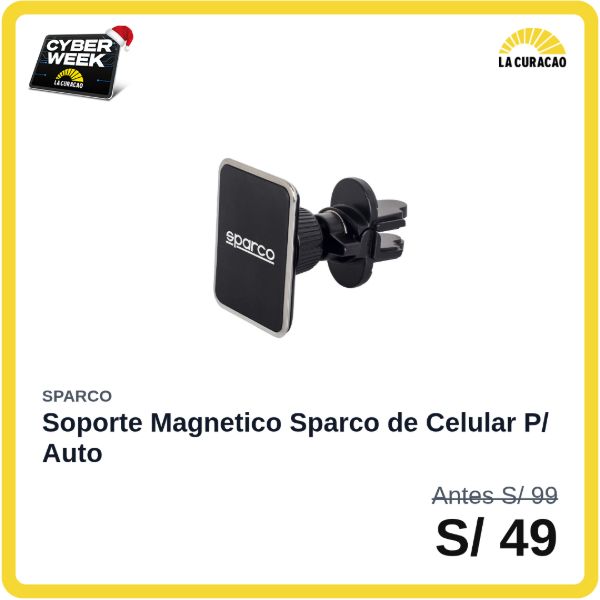 CYBER
WEEK
LA CURACAO
LA CURACAO
sparco
SPARCO
Soporte Magnetico Sparco de Celular P/
Auto
Antes S/ 99
S/ 49